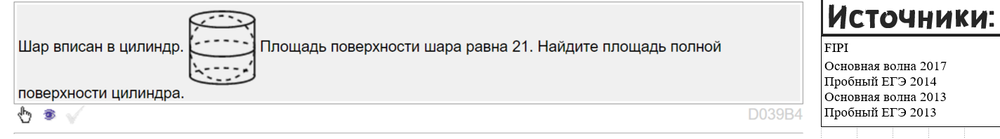 Шар вписан в цилиндр. Площадь поверхности шара равна 21. Найдите площадь полной
поверхности цилиндра.
D039B4
Источники:
FIPI
Основная волна 2017
Пробный ЕГЭ 2014
Основная волна 2013
Пробный ЕГЭ 2013